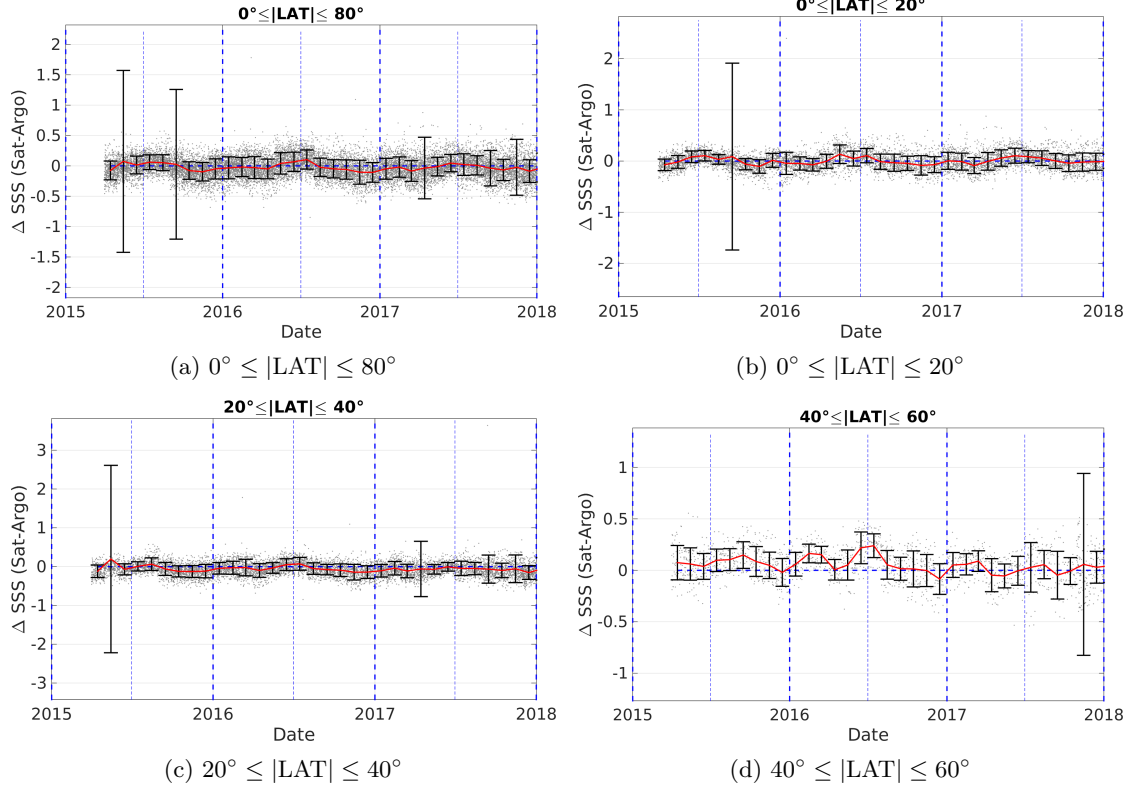 0°≤|LAT|≤ 80°
Δ SSS (Sat-Argo)
2
1.5
1
0.5
0
-0.5
-1
-1.5
-2
2015 2016 2017 2018
Date
(a) 0° ≤ |LAT| ≤ 80°
0°≤|LAT|≤ 20°
Δ SSS (Sat-Argo)
2
1
0
-1
-2
2015 2016 2017 2018
Date
(b) 0° ≤ |LAT| ≤ 20°
20°≤|LAT|≤ 40°
Δ SSS (Sat-Argo)
3
2
1
0
-1
-2
-3
2015 2016 2017 2018
Date
(c) 20° ≤ |LAT| ≤ 40°
40°≤|LAT|≤ 60°
Δ SSS (Sat-Argo)
1
0.5
0
-0.5
-1
2015 2016 2017 2018
Date
(d) 40° ≤ |LAT| ≤ 60°